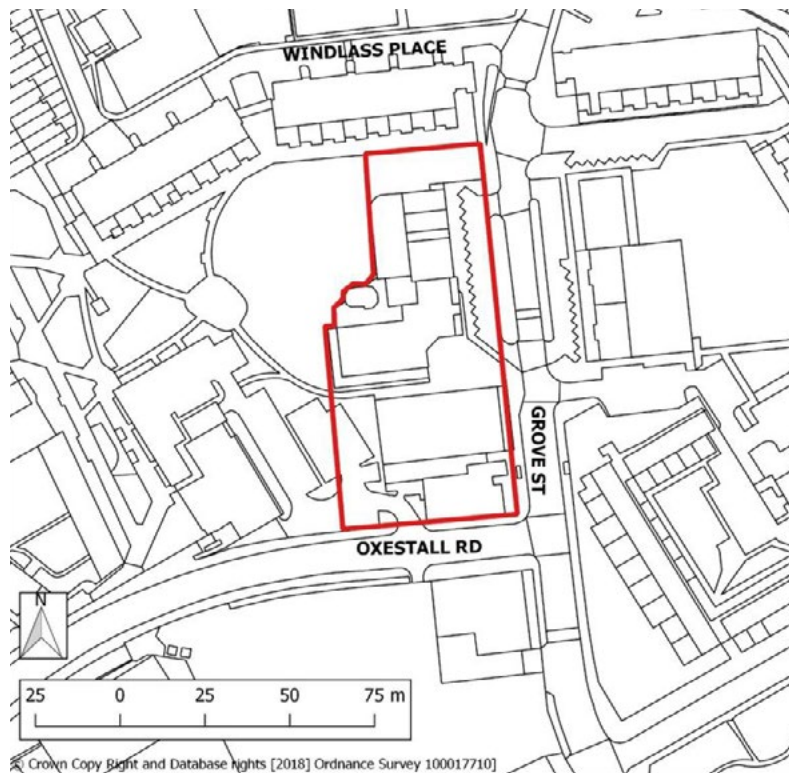 WINDLASS PLACE
GROVE ST
OXESTALL RD
N
25 0 25 50 75 m
© Crown Copy Right and Database rights [2018] Ordnance Survey 100017710]